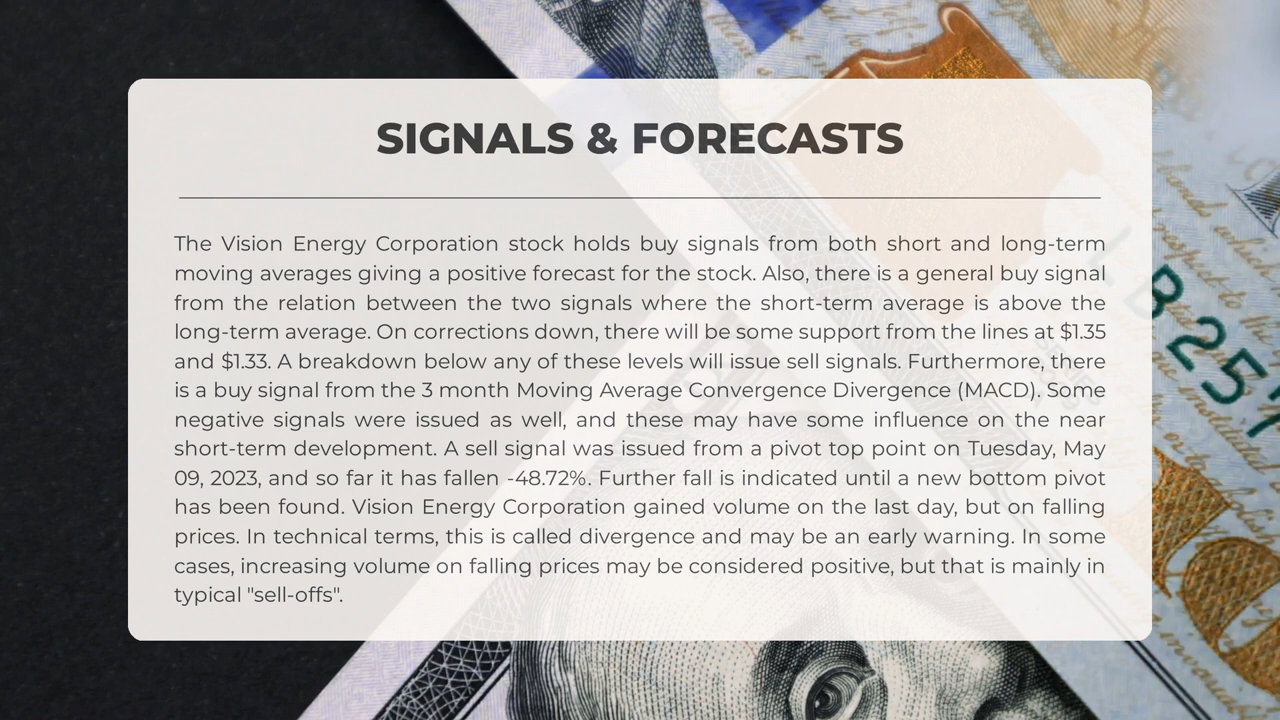 SIGNALS & FORECASTS
The Vision Energy Corporation stock holds buy signals from both short and long-term
moving averages giving a positive forecast for the stock. Also, there is a general buy signal
from the relation between the two signals where the short-term average is above the
long-term average. On corrections down, there will be some support from the lines at $1.35
and $1.33. A breakdown below any of these levels will issue sell signals. Furthermore, there
is a buy signal from the 3 month Moving Average Convergence Divergence (MACD). Some
negative signals were issued as well, and these may have some influence on the near
short-term development. A sell signal was issued from a pivot top point on Tuesday, May
09, 2023, and so far it has fallen -48.72%. Further fall is indicated until a new bottom pivot
has been found. Vision Energy Corporation gained volume on the last day, but on falling
prices. In technical terms, this is called divergence and may be an early warning. In some
cases, increasing volume on falling prices may be considered positive, but that is mainly in
typical "sell-offs".